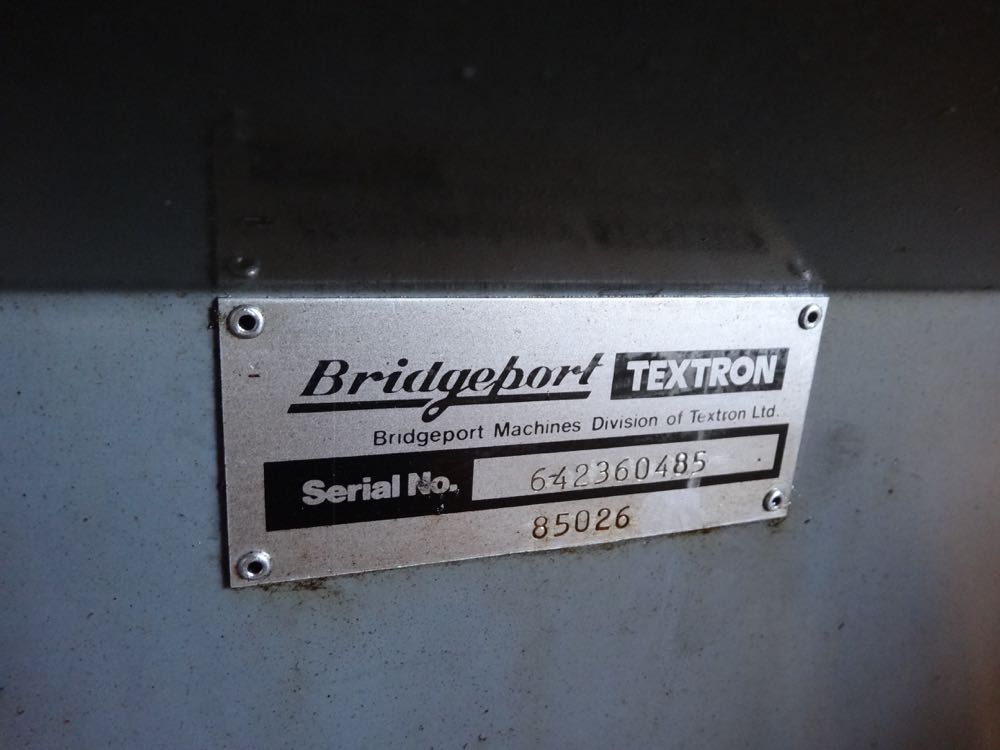 Bridgeport TEXTRON
Bridgeport Machines Division of Textron Ltd.
Serial No. 642360485
85026